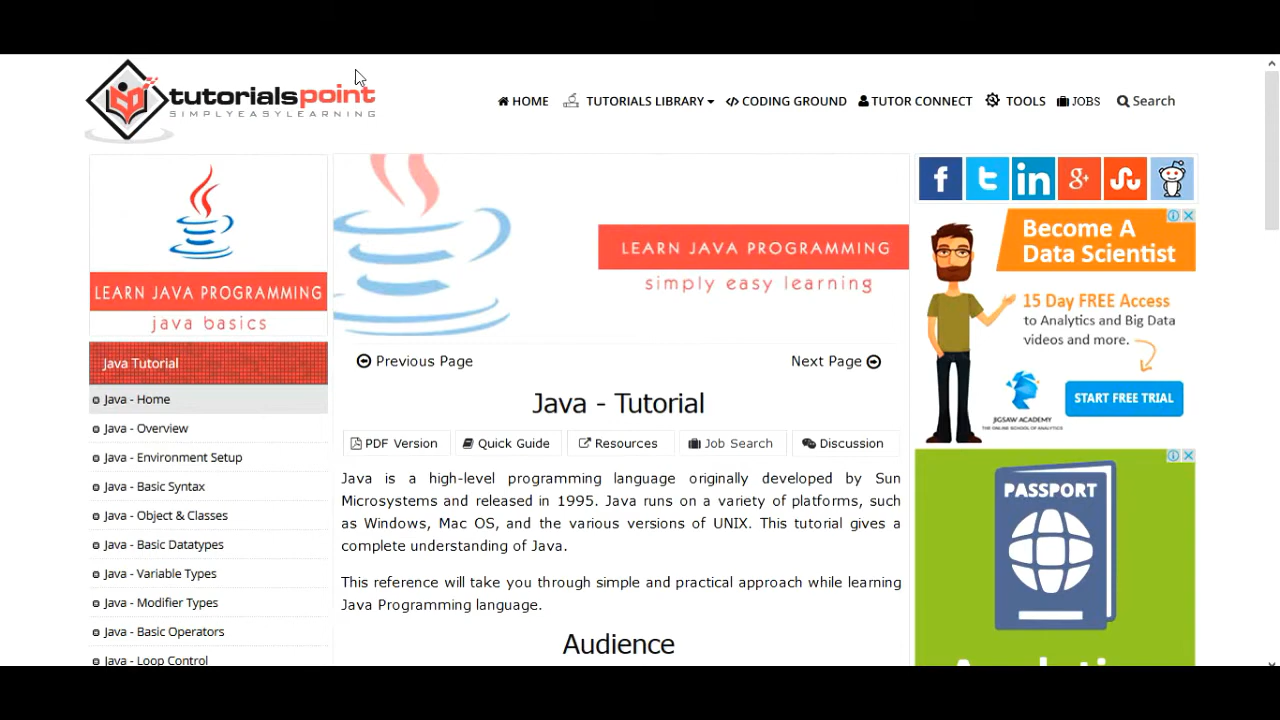 tutorialspoint
SIMPLYEASYLEARNING
HOME TUTORIALS LIBRARY CODING GROUND TUTOR CONNECT TOOLS JOBS Search
LEARN JAVA PROGRAMMING
java basics
Java Tutorial
Java - Home
Java - Overview
Java - Environment Setup
Java - Basic Syntax
Java - Object & Classes
Java - Basic Datatypes
Java - Variable Types
Java - Modifier Types
Java - Basic Operators
Java - Loop Control
LEARN JAVA PROGRAMMING
simply easy learning
Previous Page Next Page
Java - Tutorial
PDF Version Quick Guide Resources Job Search Discussion
Java is a high-level programming language originally developed by Sun
Microsystems and released in 1995. Java runs on a variety of platforms, such
as Windows, Mac OS, and the various versions of UNIX. This tutorial gives a
complete understanding of Java.
This reference will take you through simple and practical approach while learning
Java Programming language.
Audience
f t in g+
Become A
Data Scientist
15 Day FREE Access
to Analytics and Big Data
videos and more.
JIGSAW ACADEMY
THE ONLINE SCHOOL OF ANALYTICS
START FREE TRIAL
PASSPORT